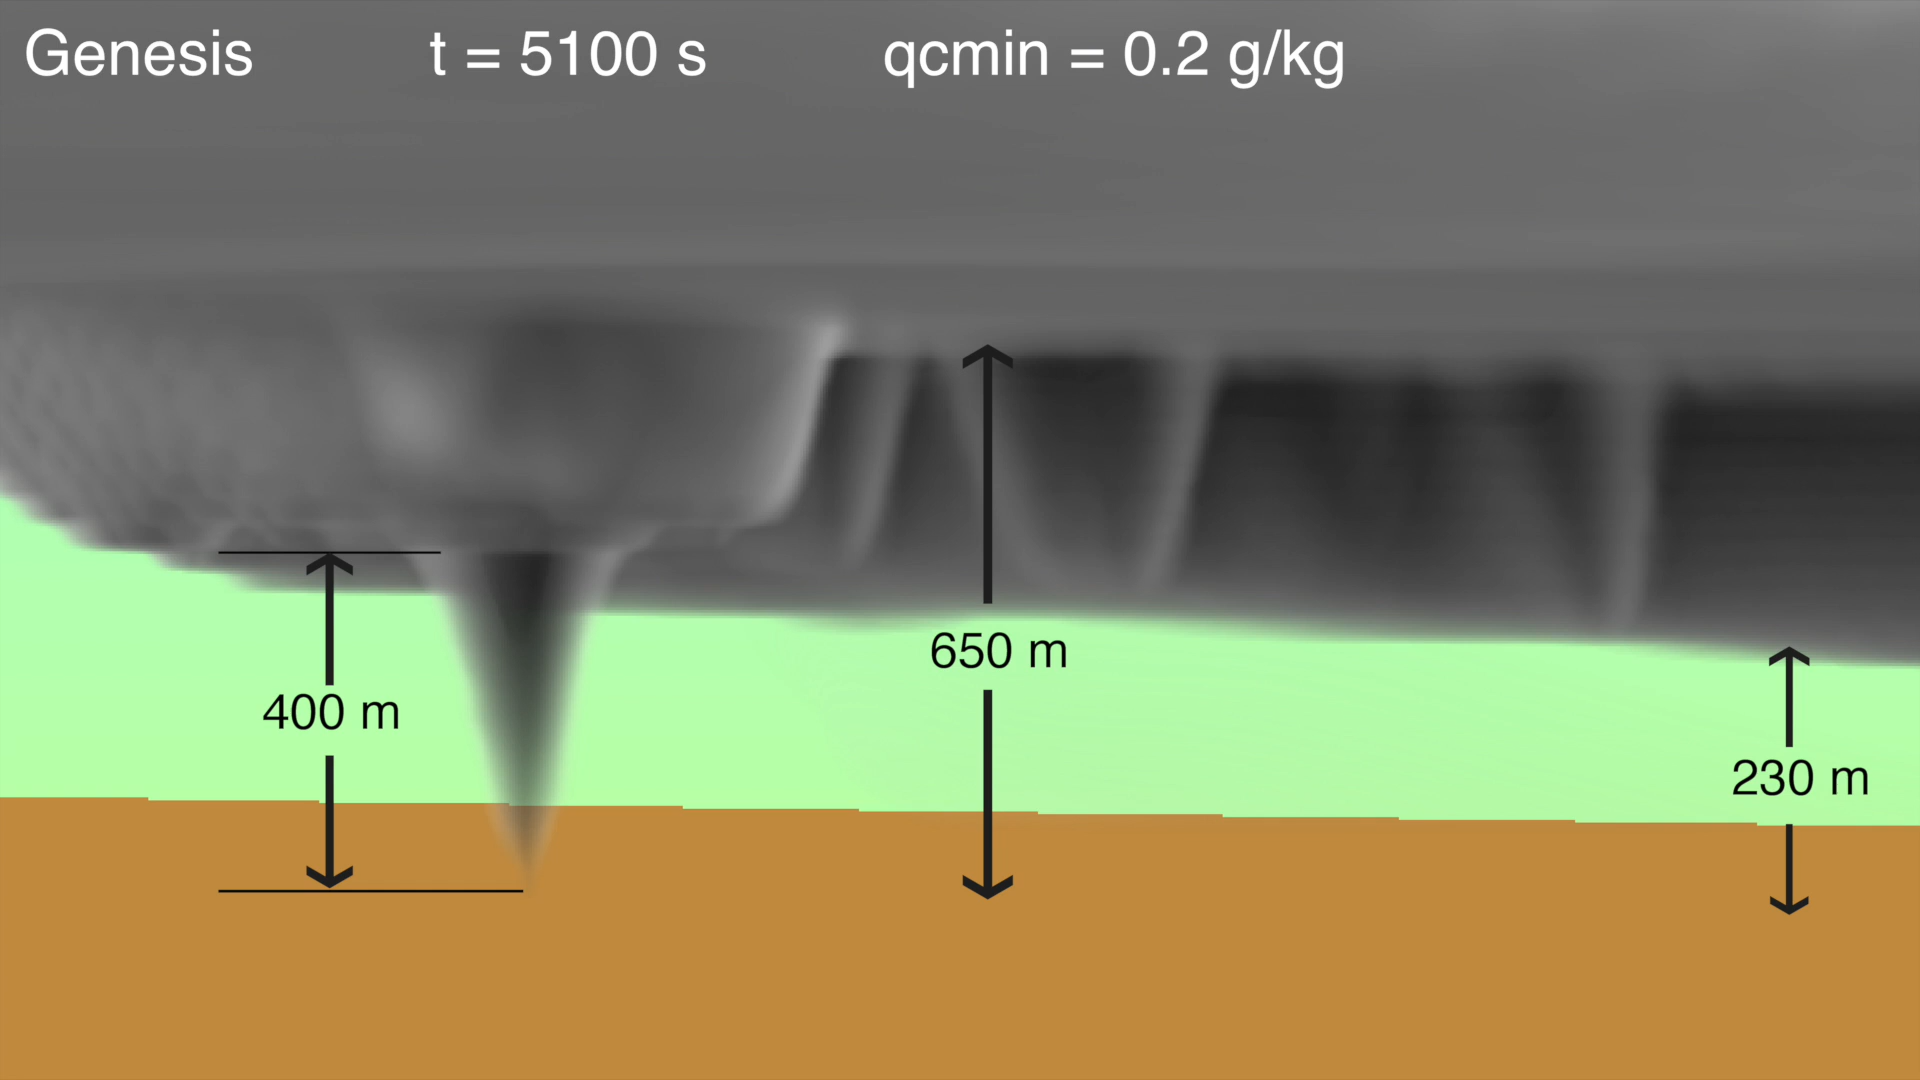 Genesis t = 5100 s qcmin = 0.2 g/kg
650 m
400 m
230 m